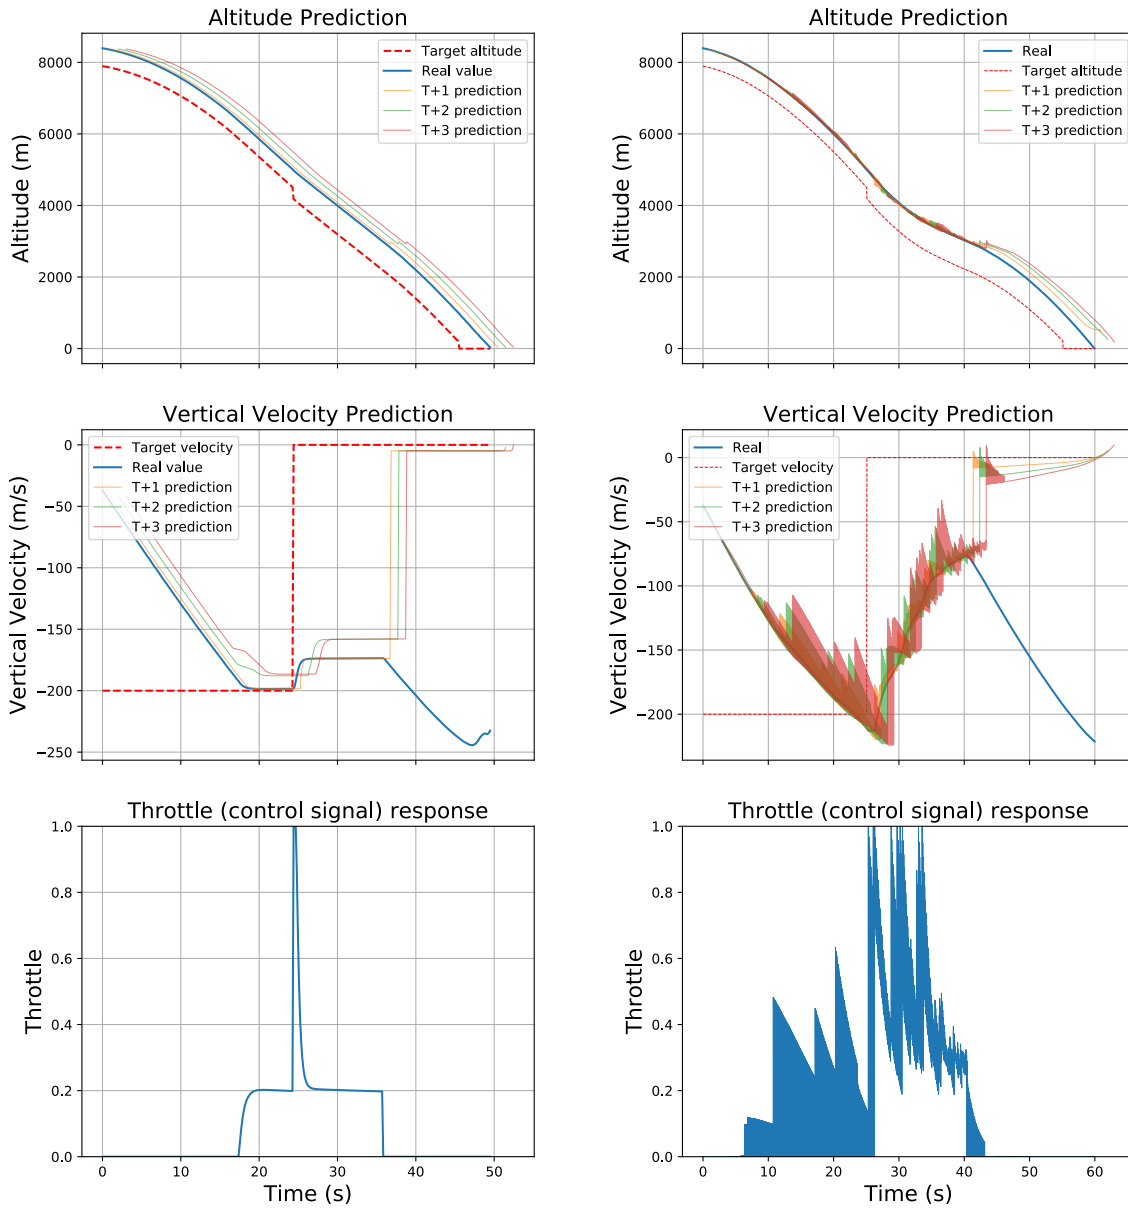 Altitude Prediction
Altitude (m)
8000
6000
4000
2000
0
Target altitude
Real value
T+1 prediction
T+2 prediction
T+3 prediction
Altitude Prediction
Altitude (m)
8000
6000
4000
2000
0
Real
Target altitude
T+1 prediction
T+2 prediction
T+3 prediction
Vertical Velocity Prediction
Vertical Velocity (m/s)
0
−50
−100
−150
−200
−250
Target velocity
Real value
T+1 prediction
T+2 prediction
T+3 prediction
Vertical Velocity Prediction
Vertical Velocity (m/s)
0
−50
−100
−150
−200
Real
Target velocity
T+1 prediction
T+2 prediction
T+3 prediction
Throttle (control signal) response
Throttle
1.0
0.8
0.6
0.4
0.2
0.0
0 10 20 30 40 50
Time (s)
Throttle (control signal) response
Throttle
1.0
0.8
0.6
0.4
0.2
0.0
0 10 20 30 40 50 60
Time (s)